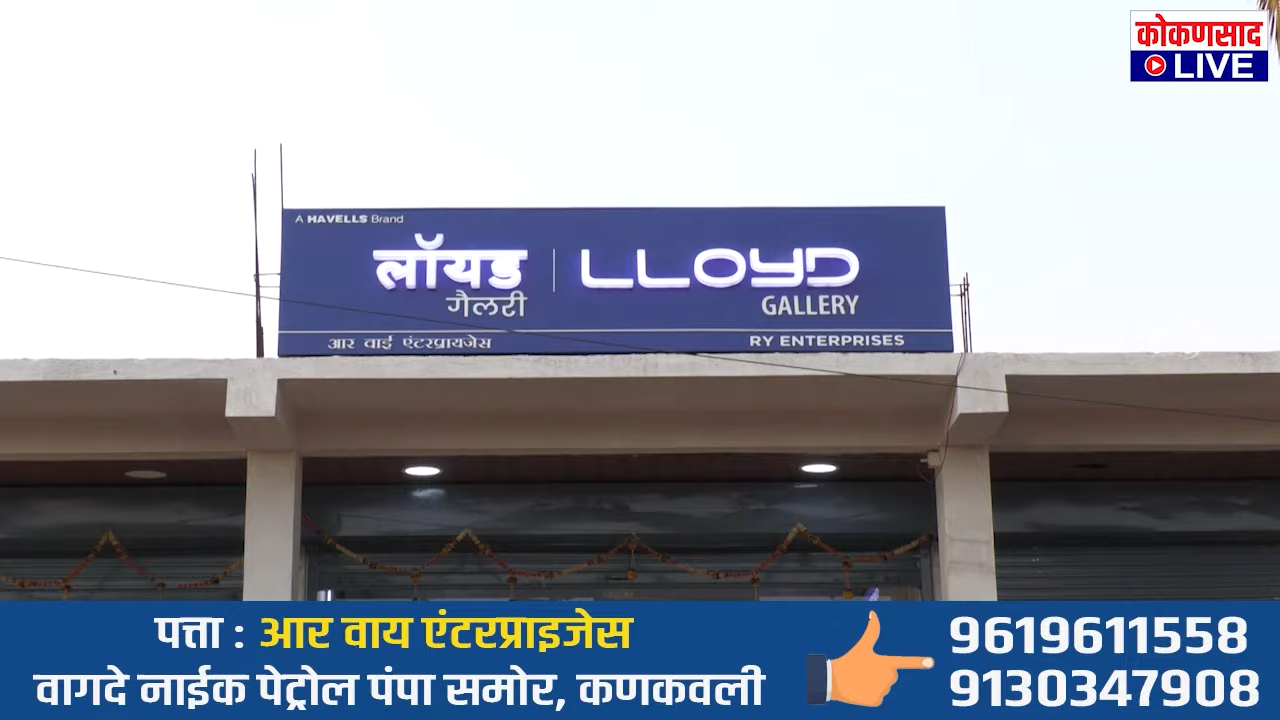 कोकणसाद
LIVE
A HAVELLS Brand
लॉयड LLOYD
गैलरी GALLERY
आर वाई एंटरप्रायजेस RY ENTERPRISES
पत्ता : आर वाय एंटरप्राइजेस
वागदे नाईक पेट्रोल पंपा समोर, कणकवली
9619611558
9130347908